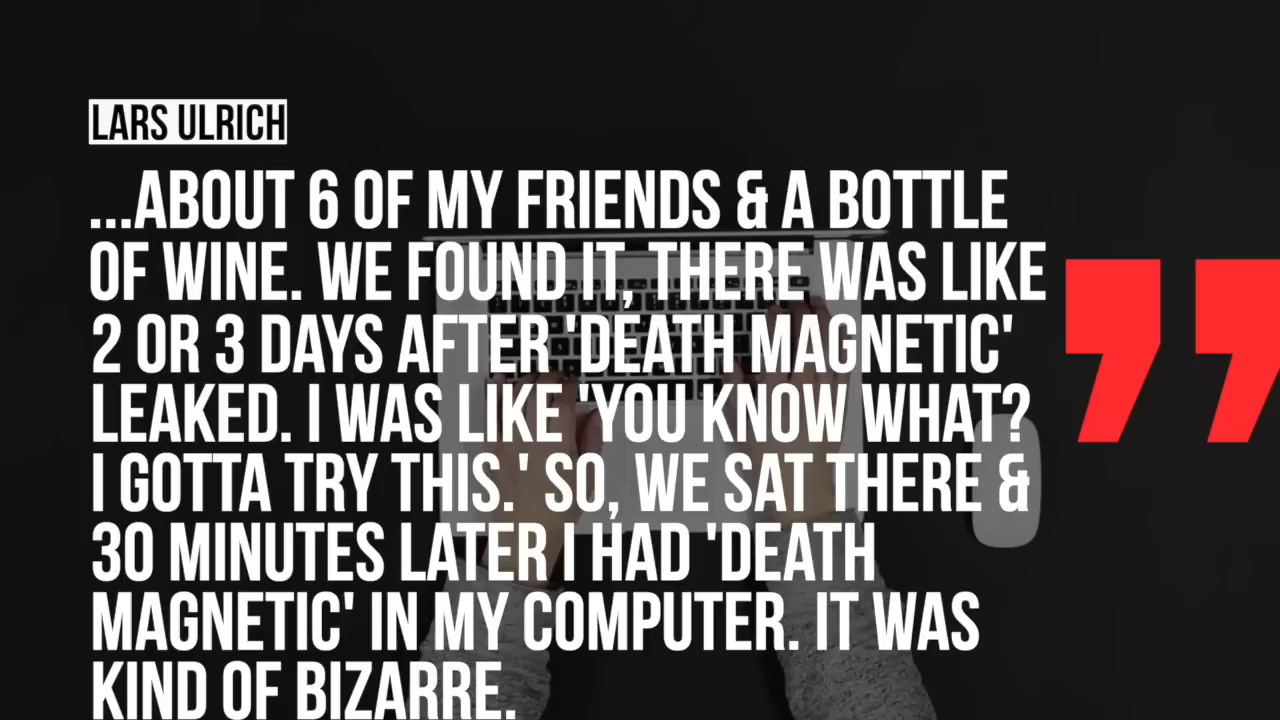 LARS ULRICH
...ABOUT 6 OF MY FRIENDS & A BOTTLE
OF WINE. WE FOUND IT, THERE WAS LIKE
2 OR 3 DAYS AFTER 'DEATH MAGNETIC'
LEAKED. I WAS LIKE 'YOU KNOW WHAT?
I GOTTA TRY THIS.' SO, WE SAT THERE &
30 MINUTES LATER I HAD 'DEATH
MAGNETIC' IN MY COMPUTER. IT WAS
KIND OF BIZARRE.
”